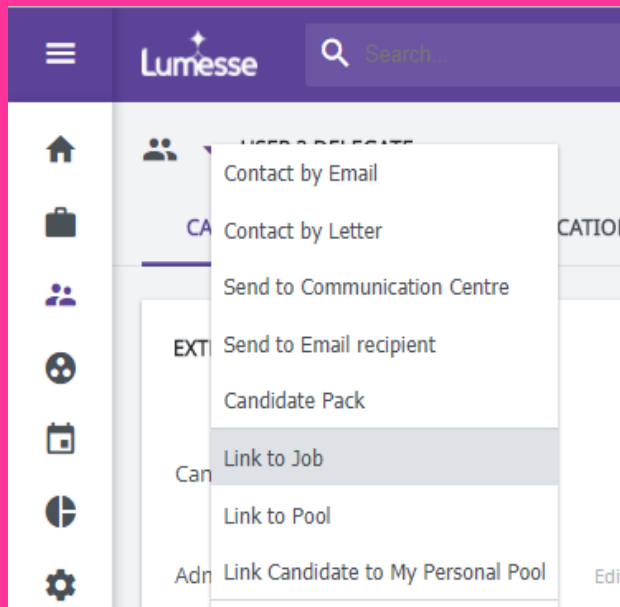 Lumesse
Search...
USER 2 DELEGATE
Contact by Email
CA
Contact by Letter
CATION
Send to Communication Centre
EXT
Send to Email recipient
Candidate Pack
Link to Job
Can
Link to Pool
Adm
Link Candidate to My Personal Pool
Edi